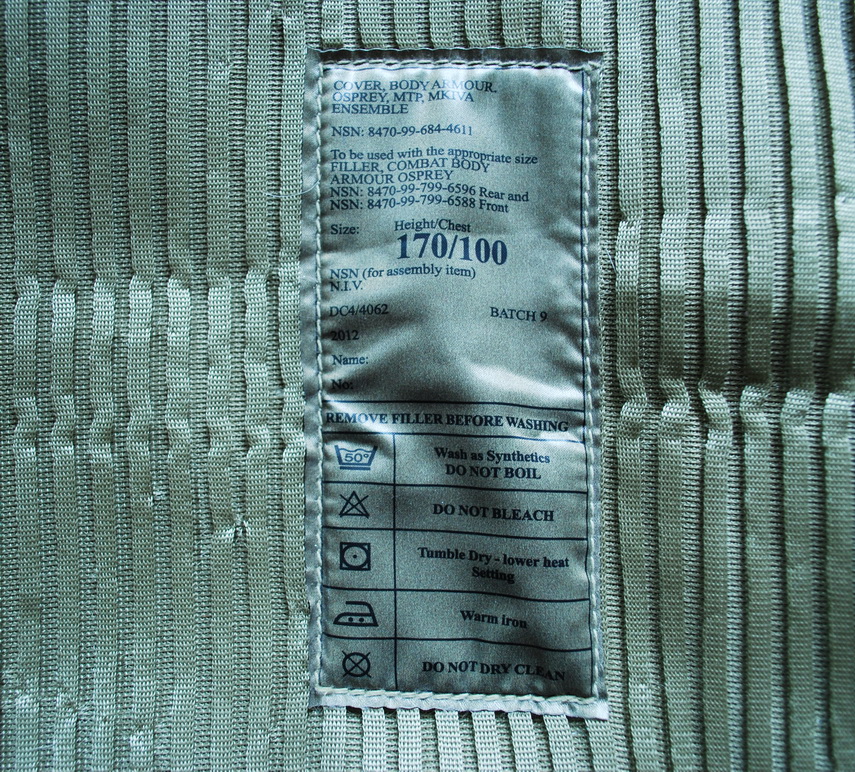 COVER, BODY ARMOUR.
OSPREY, MTP, MKIVA
ENSEMBLE
NSN: 8470-99-684-4611
To be used with the appropriate size
FILLER, COMBAT BODY
ARMOUR OSPREY
NSN: 8470-99-799-6596 Rear and
NSN: 8470-99-799-6588 Front
Size: Height/Chest
170/100
NSN (for assembly item)
N.I.V.
DC4/4062 BATCH 9
2012
Name:
No:
REMOVE FILLER BEFORE WASHING
50° Wash as Synthetics
DO NOT BOIL
DO NOT BLEACH
Tumble Dry - lower heat
Setting
Warm iron
DO NOT DRY CLEAN